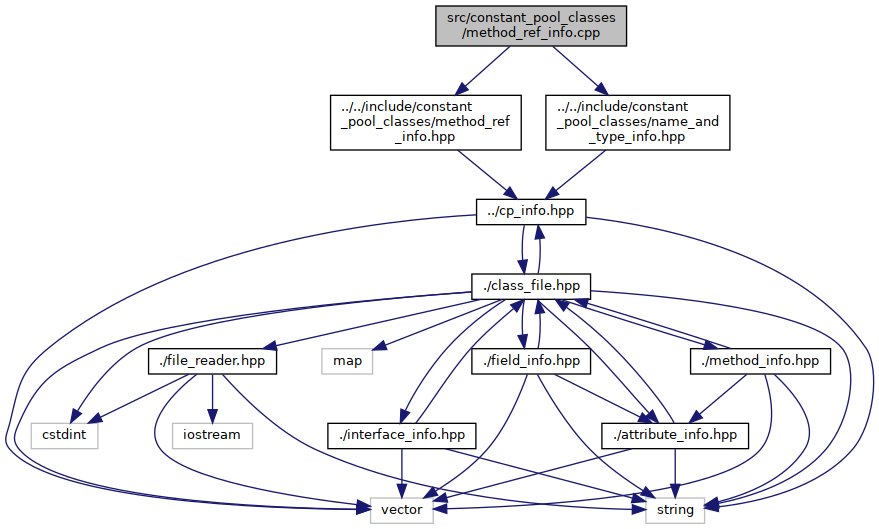 src/constant_pool_classes
/method_ref_info.cpp
../../include/constant
_pool_classes/method_ref
_info.hpp
../../include/constant
_pool_classes/name_and
_type_info.hpp
../cp_info.hpp
./class_file.hpp
./file_reader.hpp
map
./field_info.hpp
./method_info.hpp
cstdint
iostream
./interface_info.hpp
./attribute_info.hpp
vector
string